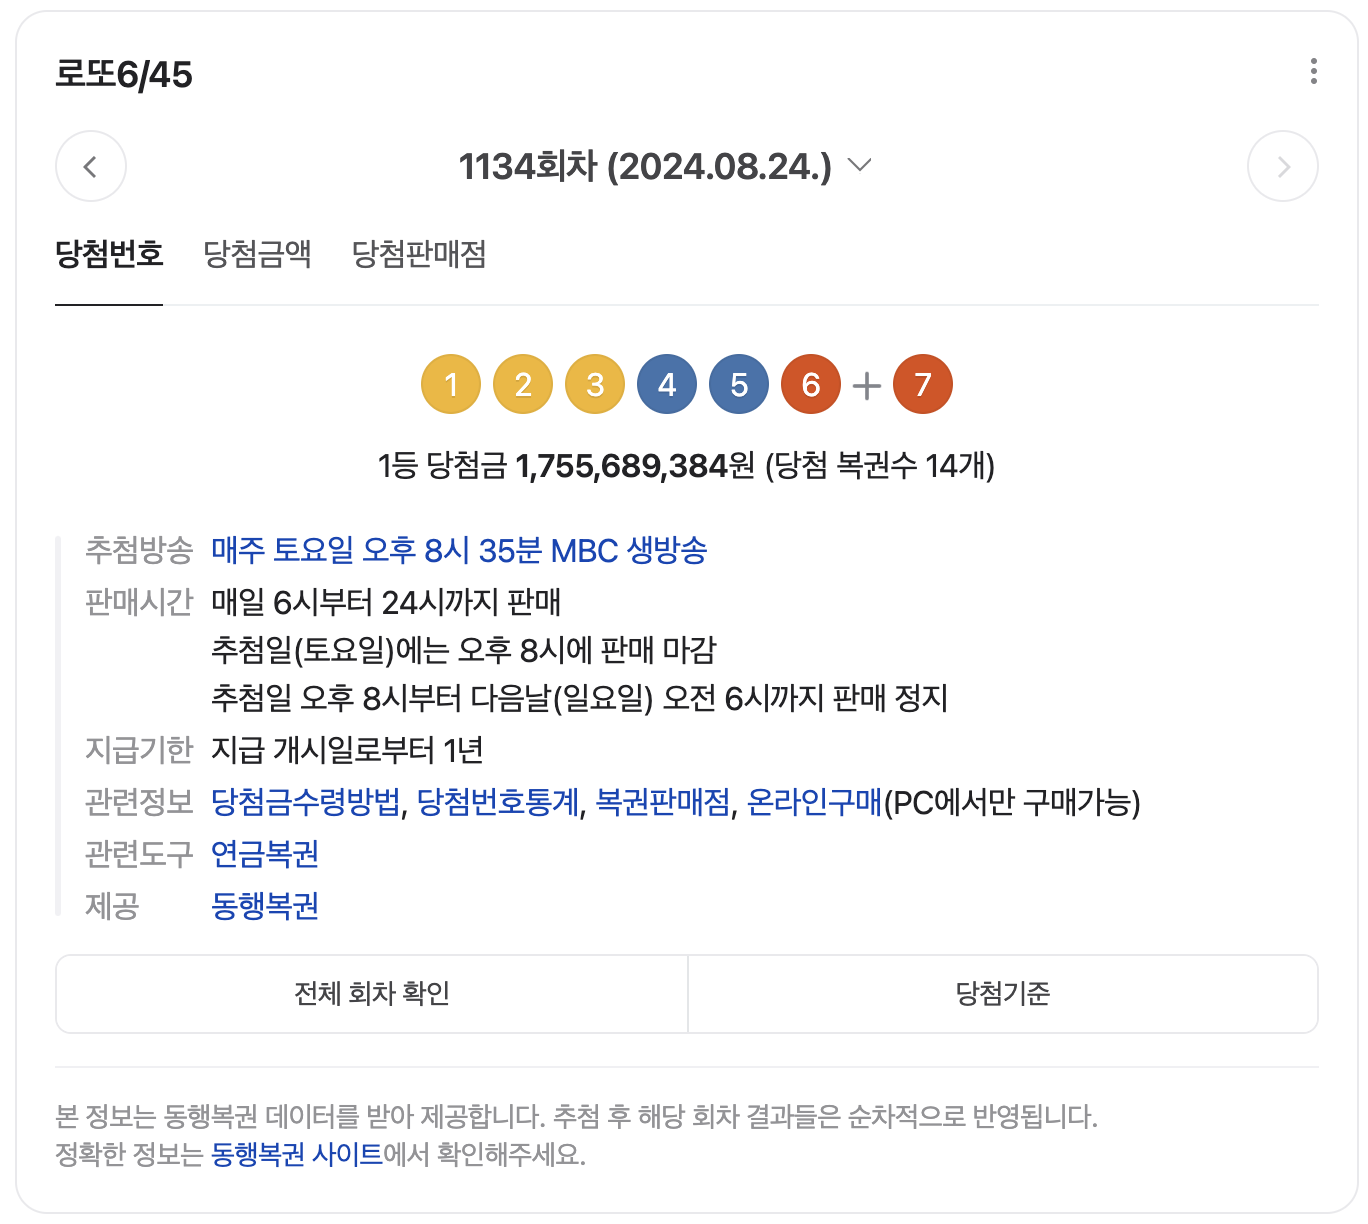 로또6/45
1134회차 (2024.08.24.)
당첨번호 당첨금액 당첨판매점
1 2 3 4 5 6 + 7
1등 당첨금 1,755,689,384원 (당첨 복권수 14개)
추첨방송 매주 토요일 오후 8시 35분 MBC 생방송
판매시간 매일 6시부터 24시까지 판매
추첨일(토요일)에는 오후 8시에 판매 마감
추첨일 오후 8시부터 다음날(일요일) 오전 6시까지 판매 정지
지급기한 지급 개시일로부터 1년
관련정보 당첨금수령방법, 당첨번호통계, 복권판매점, 온라인구매(PC에서만 구매가능)
관련도구 연금복권
제공 동행복권
전체 회차 확인 당첨기준
본 정보는 동행복권 데이터를 받아 제공합니다. 추첨 후 해당 회차 결과들은 순차적으로 반영됩니다.
정확한 정보는 동행복권 사이트에서 확인해주세요.